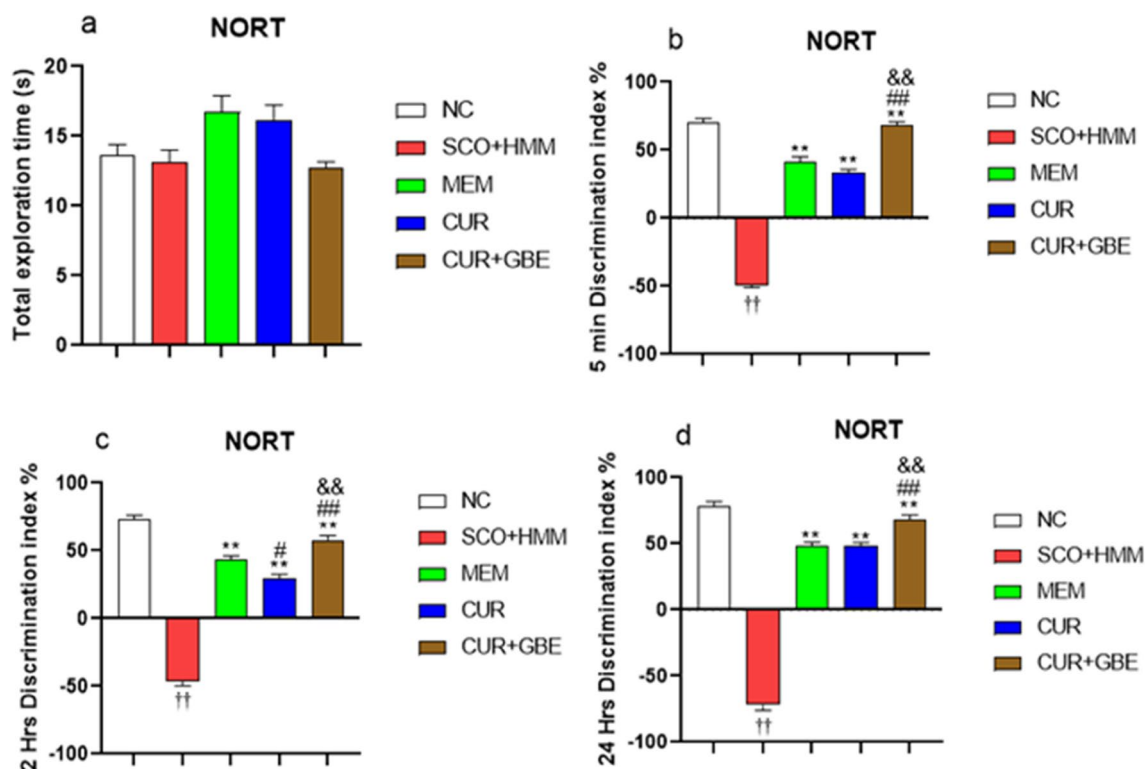 a
NORT
Total exploration time (s)
20
15
10
5
0
NC
SCO+HMM
MEM
CUR
CUR+GBE
b
NORT
5 min Discrimination index %
100
50
0
-50
-100
**
**
&&
##
**
††
NC
SCO+HMM
MEM
CUR
CUR+GBE
c
NORT
2 Hrs Discrimination index %
100
50
0
-50
-100
**
#
**
&&
##
**
††
NC
SCO+HMM
MEM
CUR
CUR+GBE
d
NORT
24 Hrs Discrimination index %
100
50
0
-50
-100
**
**
&&
##
**
††
NC
SCO+HMM
MEM
CUR
CUR+GBE